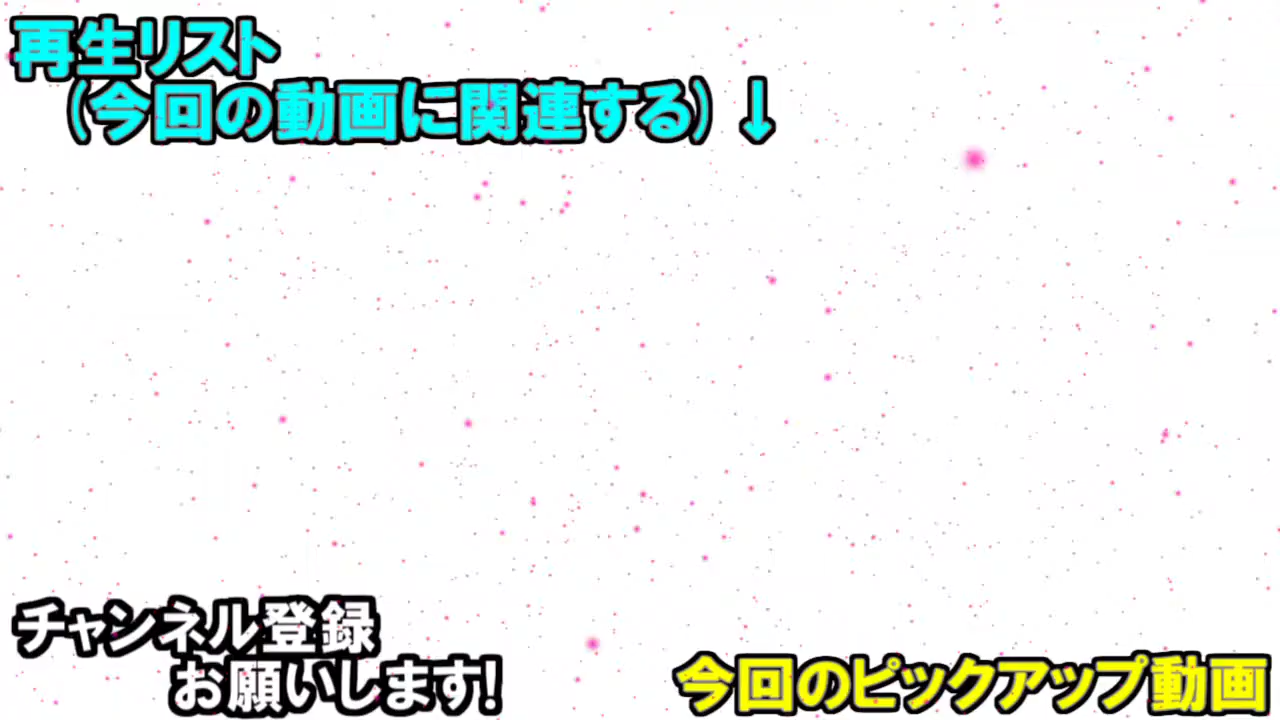 再生リスト
(今回の動画に関連する)↓
チャンネル登録
お願いします!
今回のピックアップ動画